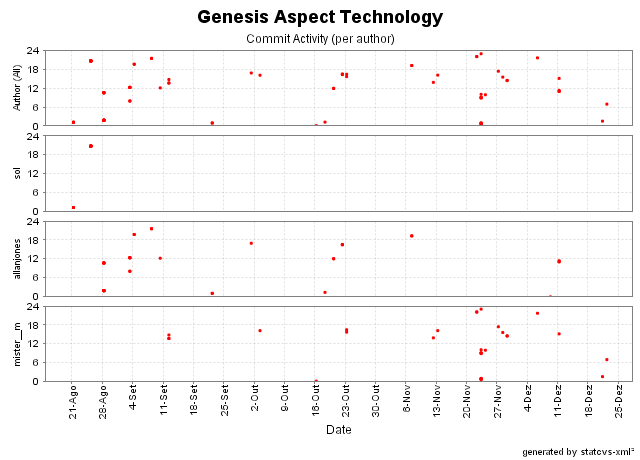 Genesis Aspect Technology
Commit Activity (per author)
Author (All)
24
18
12
6
0
sol
24
18
12
6
0
allanjones
24
18
12
6
0
mister__m
24
18
12
6
0
21-Ago 28-Ago 4-Set 11-Set 18-Set 25-Set 2-Out 9-Out 16-Out 23-Out 30-Out 6-Nov 13-Nov 20-Nov 27-Nov 4-Dez 11-Dez 18-Dez 25-Dez
Date
generated by statcvs-xml²